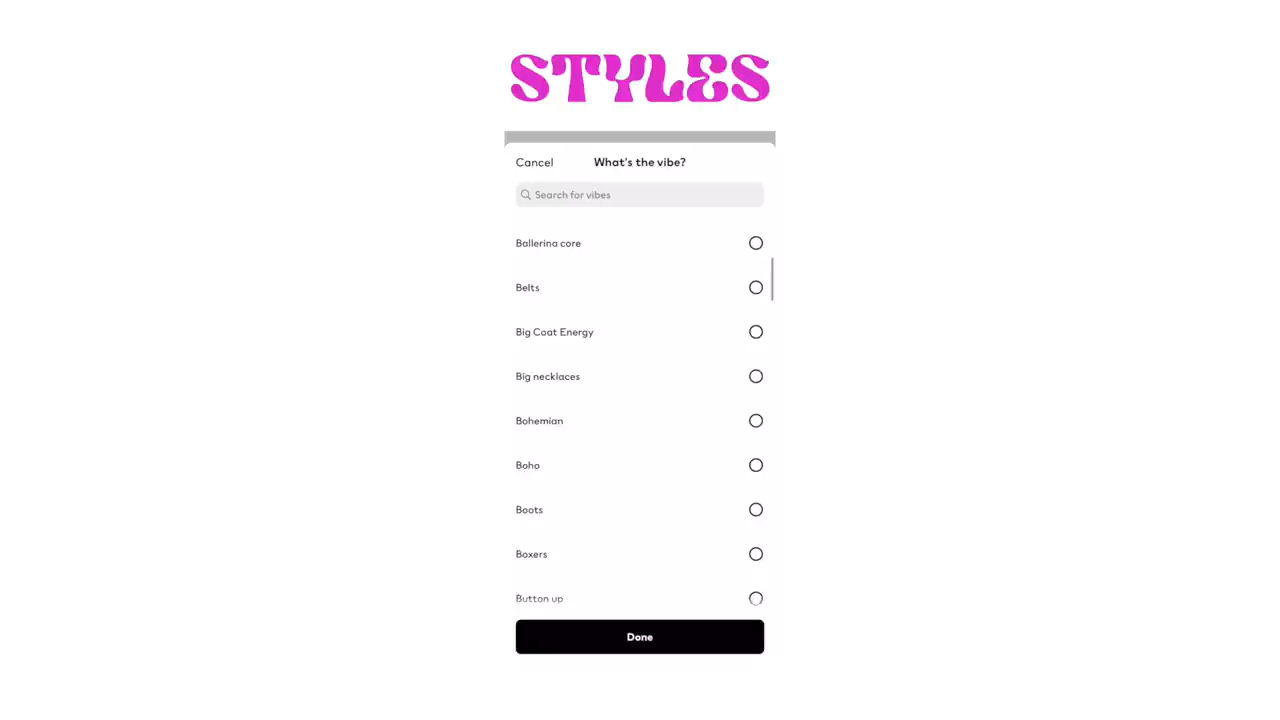 STYLES
Cancel What's the vibe?
Search for vibes
Ballerina core
Belts
Big Coat Energy
Big necklaces
Bohemian
Boho
Boots
Boxers
Button up
Done